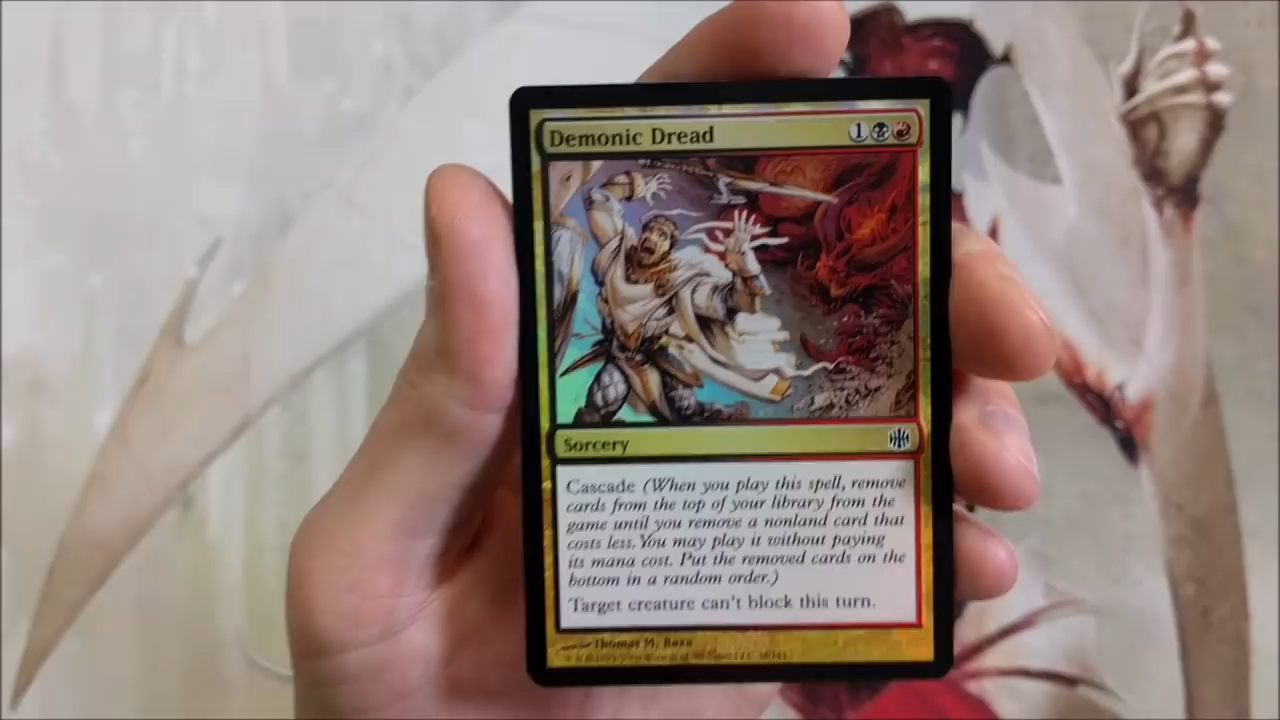 Demonic Dread 1
Sorcery
Cascade (When you play this spell, remove
cards from the top of your library from the
game until you remove a nonland card that
costs less. You may play it without paying
its mana cost. Put the removed cards on the
bottom in a random order.)
Target creature can't block this turn.
Thomas M. Baxa